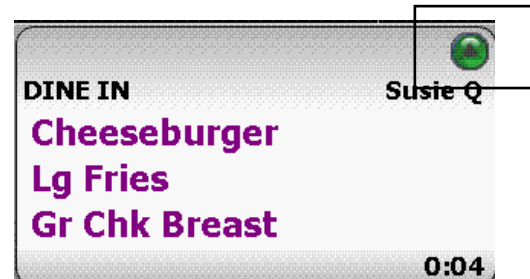 DINE IN Susie Q
Cheeseburger
Lg Fries
Gr Chk Breast
0:04